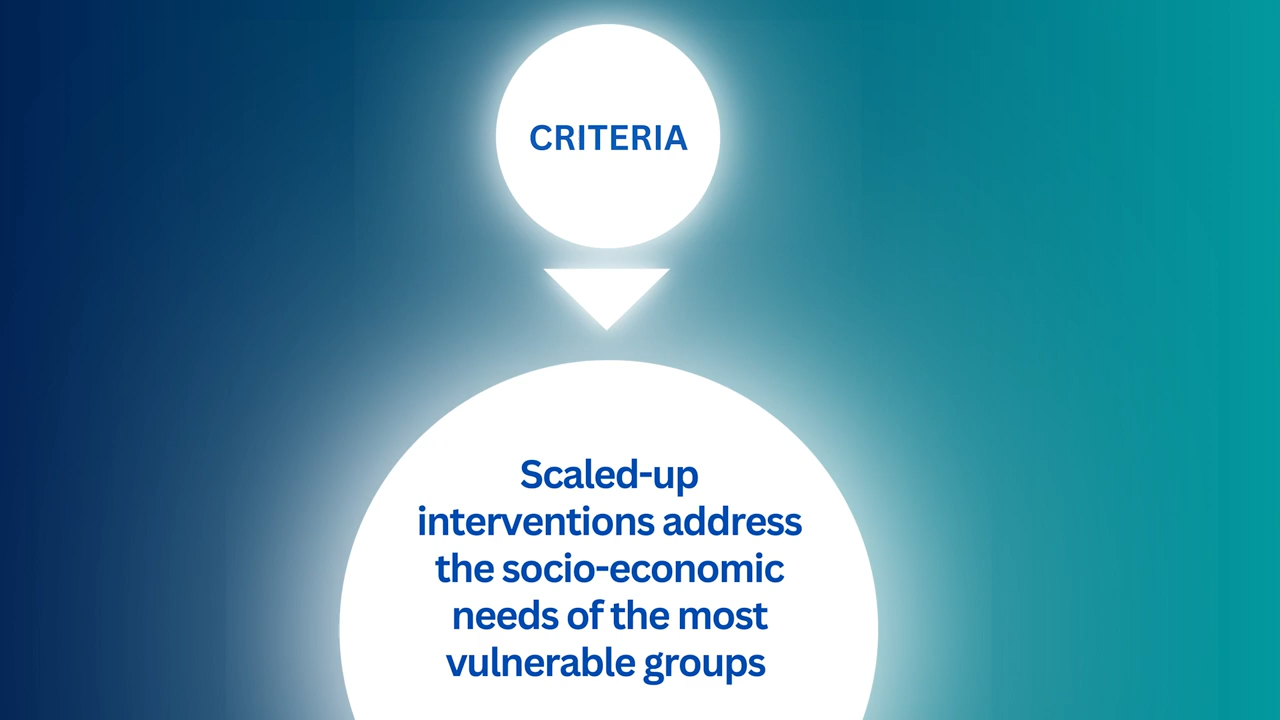 CRITERIA
Scaled-up
interventions address
the socio-economic
needs of the most
vulnerable groups